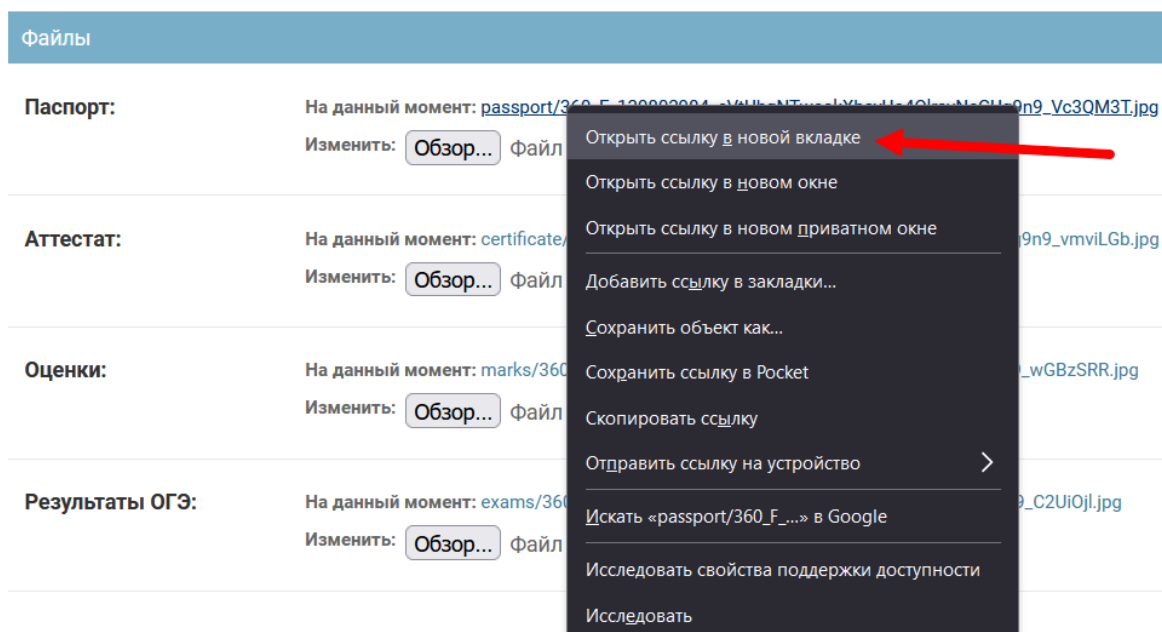 Файлы
Паспорт:
На данный момент: passport/360_F_
n9_Vc3QM3T.jpg
Изменить: Обзор... Файл
Аттестат:
На данный момент: certificate/
9n9_vmviLGb.jpg
Изменить: Обзор... Файл
Оценки:
На данный момент: marks/360
_wGBzSRR.jpg
Изменить: Обзор... Файл
Результаты ОГЭ:
На данный момент: exams/360
9_C2UiOjl.jpg
Изменить: Обзор... Файл
Открыть ссылку в новой вкладке
Открыть ссылку в новом окне
Открыть ссылку в новом приватном окне
Добавить ссылку в закладки...
Сохранить объект как...
Сохранить ссылку в Pocket
Скопировать ссылку
Отправить ссылку на устройство
Искать «passport/360_F_...» в Google
Исследовать свойства поддержки доступности
Исследовать